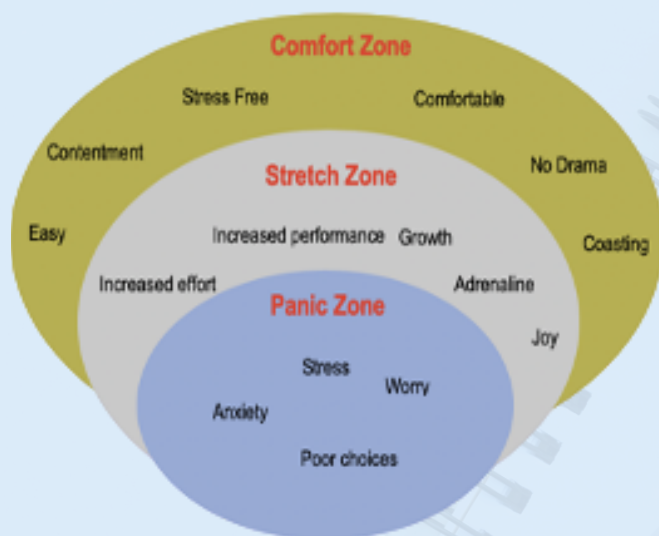 Comfort Zone
Stress Free
Comfortable
Contentment
No Drama
Easy
Coasting
Stretch Zone
Increased performance
Growth
Increased effort
Adrenaline
Joy
Panic Zone
Stress
Worry
Anxiety
Poor choices